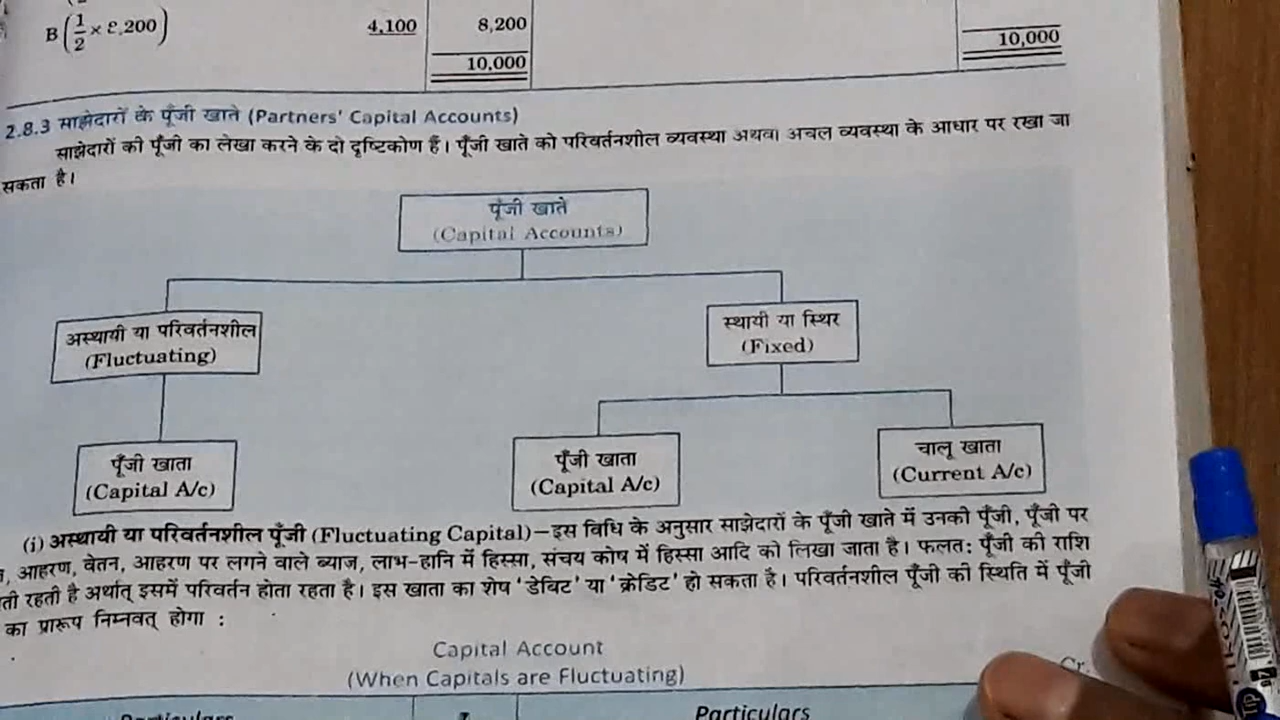 B(1/2 × 8,200) 4,100 8,200
10,000 10,000
2.8.3 साझेदारों के पूँजी खाते (Partners' Capital Accounts)
साझेदारों की पूँजी का लेखा करने के दो दृष्टिकोण हैं। पूँजी खाते को परिवर्तनशील व्यवस्था अथवा अचल व्यवस्था के आधार पर रखा जा
सकता है।
पूँजी खाते
(Capital Accounts)
अस्थायी या परिवर्तनशील
(Fluctuating)
स्थायी या स्थिर
(Fixed)
पूँजी खाता
(Capital A/c)
पूँजी खाता
(Capital A/c)
चालू खाता
(Current A/c)
(i) अस्थायी या परिवर्तनशील पूँजी (Fluctuating Capital)–इस विधि के अनुसार साझेदारों के पूँजी खाते में उनकी पूँजी, पूँजी पर
, आहरण, वेतन, आहरण पर लगने वाले ब्याज, लाभ-हानि में हिस्सा, संचय कोष में हिस्सा आदि को लिखा जाता है। फलत: पूँजी की राशि
ती रहती है अर्थात् इसमें परिवर्तन होता रहता है। इस खाता का शेष 'डेबिट' या 'क्रेडिट' हो सकता है। परिवर्तनशील पूँजी की स्थिति में पूँजी
का प्रारूप निम्नवत् होगा :
Capital Account
(When Capitals are Fluctuating)
Cr.
Particulars ₹ Particulars